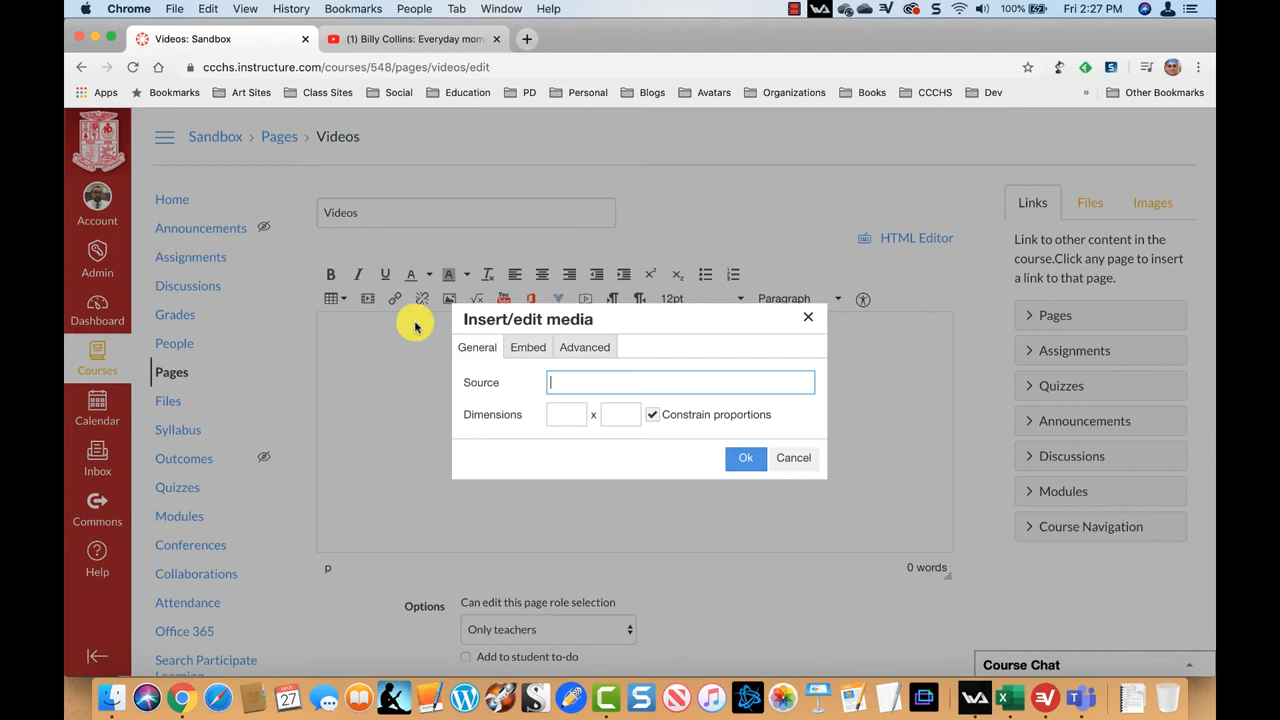 Chrome File Edit View History Bookmarks People Tab Window Help 100% Fri 2:27 PM
Videos: Sandbox (1) Billy Collins: Everyday mom
ccchs.instructure.com/courses/548/pages/videos/edit
Apps Bookmarks Art Sites Class Sites Social Education PD Personal Blogs Avatars Organizations Books CCCHS Dev » Other Bookmarks
Sandbox > Pages > Videos
Account
Admin
Dashboard
Courses
Calendar
Inbox
Commons
Help
Home
Announcements
Assignments
Discussions
Grades
People
Pages
Files
Syllabus
Outcomes
Quizzes
Modules
Conferences
Collaborations
Attendance
Office 365
Search Participate
Videos
HTML Editor
12pt Paragraph
Insert/edit media
General Embed Advanced
Source
Dimensions x Constrain proportions
Ok Cancel
p 0 words
Options Can edit this page role selection
Only teachers
Add to student to-do
Links Files Images
Link to other content in the
course.Click any page to insert
a link to that page.
Pages
Assignments
Quizzes
Announcements
Discussions
Modules
Course Navigation
Course Chat